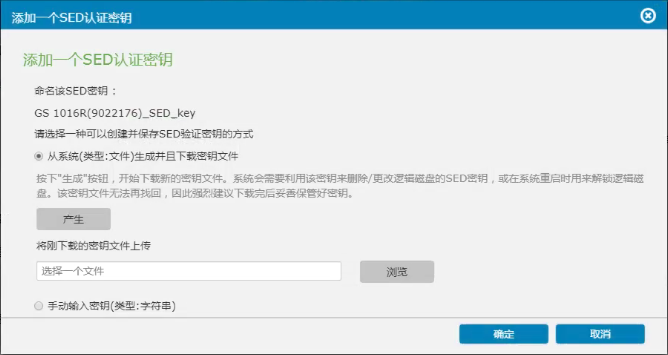 添加一个SED认证密钥
添加一个SED认证密钥
命名该SED密钥：
GS 1016R(9022176)_SED_key
请选择一种可以创建并保存SED验证密钥的方式
从系统(类型:文件)生成并且下载密钥文件
按下"生成"按钮，开始下载新的密钥文件。系统会需要利用该密钥来删除/更改逻辑磁盘的SED密钥，或在系统重启时用来解锁逻辑磁
盘。该密钥文件无法再找回，因此强烈建议下载完后妥善保管好密钥。
产生
将刚下载的密钥文件上传
选择一个文件
浏览
手动输入密钥(类型:字符串)
确定
取消